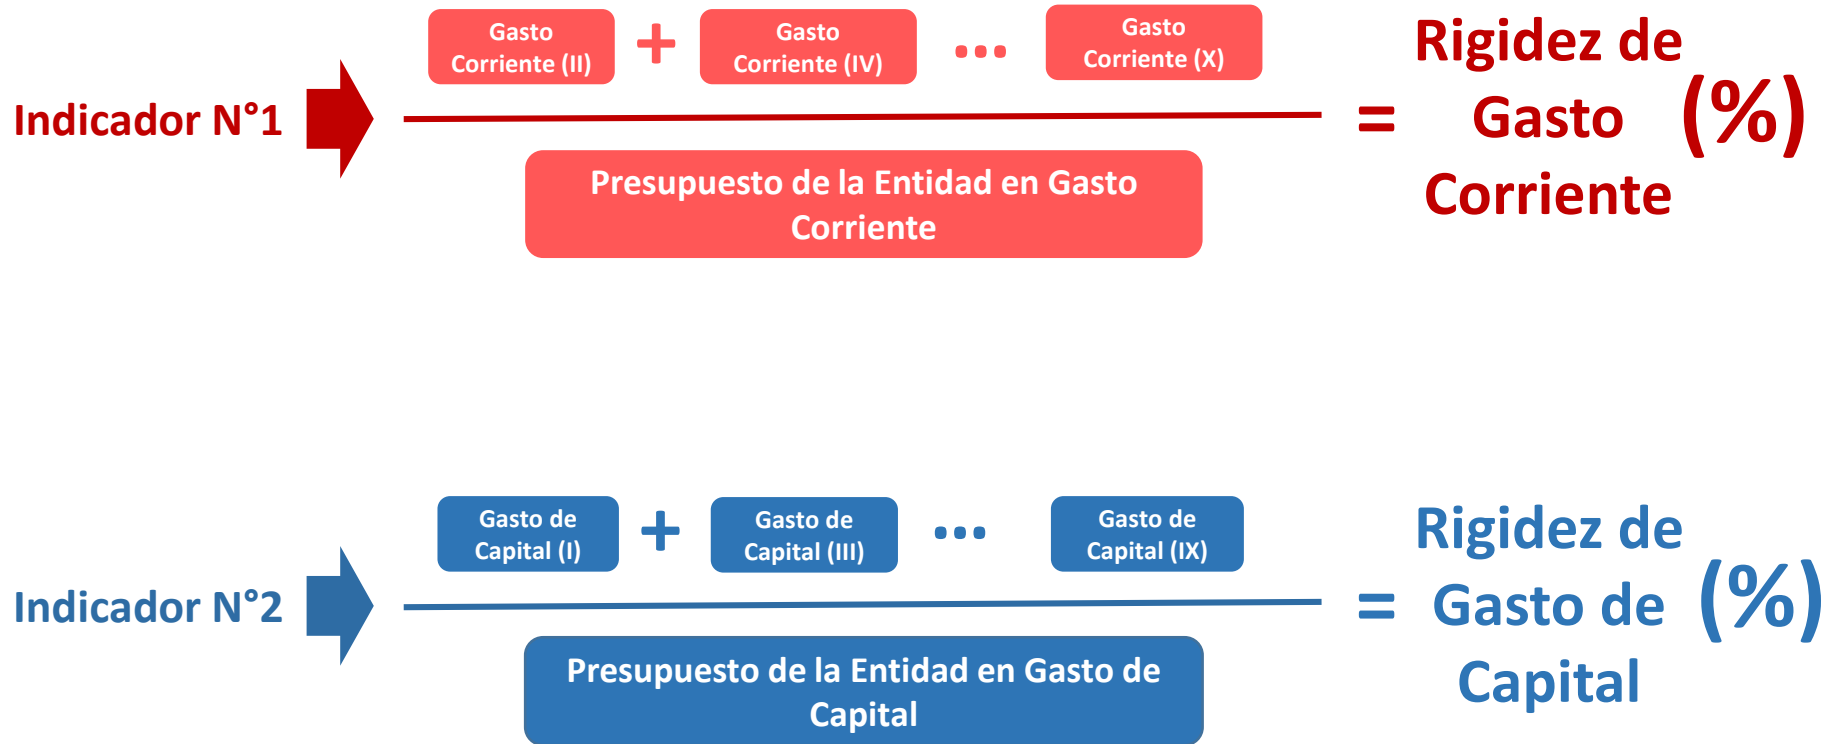 Indicador N°1
Gasto
Corriente (II)
+
Gasto
Corriente (IV)
...
Gasto
Corriente (X)
Presupuesto de la Entidad en Gasto
Corriente
=
Rigidez de
Gasto
Corriente
(%)
Indicador N°2
Gasto de
Capital (I)
+
Gasto de
Capital (III)
...
Gasto de
Capital (IX)
Presupuesto de la Entidad en Gasto de
Capital
=
Rigidez de
Gasto de
Capital
(%)